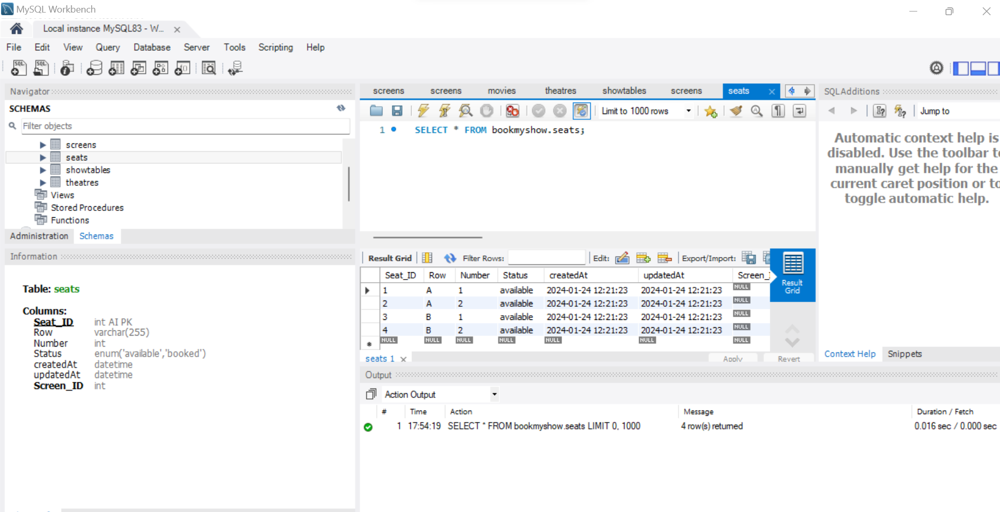 MySQL Workbench
Local instance MySQL83 - W...
File Edit View Query Database Server Tools Scripting Help
Navigator
SCHEMAS
Filter objects
screens
seats
showtables
theatres
Views
Stored Procedures
Functions
Administration Schemas
Information
Table: seats
Columns:
Seat_ID int AI PK
Row varchar(255)
Number int
Status enum('available','booked')
createdAt datetime
updatedAt datetime
Screen_ID int
screens screens movies theatres showtables screens seats
Limit to 1000 rows
1 SELECT * FROM bookmyshow.seats;
Result Grid Filter Rows: Edit: Export/Import:
Seat_ID Row Number Status createdAt updatedAt Screen_
1 A 1 available 2024-01-24 12:21:23 2024-01-24 12:21:23 NULL
2 A 2 available 2024-01-24 12:21:23 2024-01-24 12:21:23 NULL
3 B 1 available 2024-01-24 12:21:23 2024-01-24 12:21:23 NULL
4 B 2 available 2024-01-24 12:21:23 2024-01-24 12:21:23 NULL
NULL NULL NULL NULL NULL NULL NULL
Result
Grid
seats 1 Apply Revert
SQLAdditions
Jump to
Automatic context help is
disabled. Use the toolbar to
manually get help for the
current caret position or to
toggle automatic help.
Context Help Snippets
Output
Action Output
# Time Action Message Duration / Fetch
1 17:54:19 SELECT * FROM bookmyshow.seats LIMIT 0, 1000 4 row(s) returned 0.016 sec / 0.000 sec